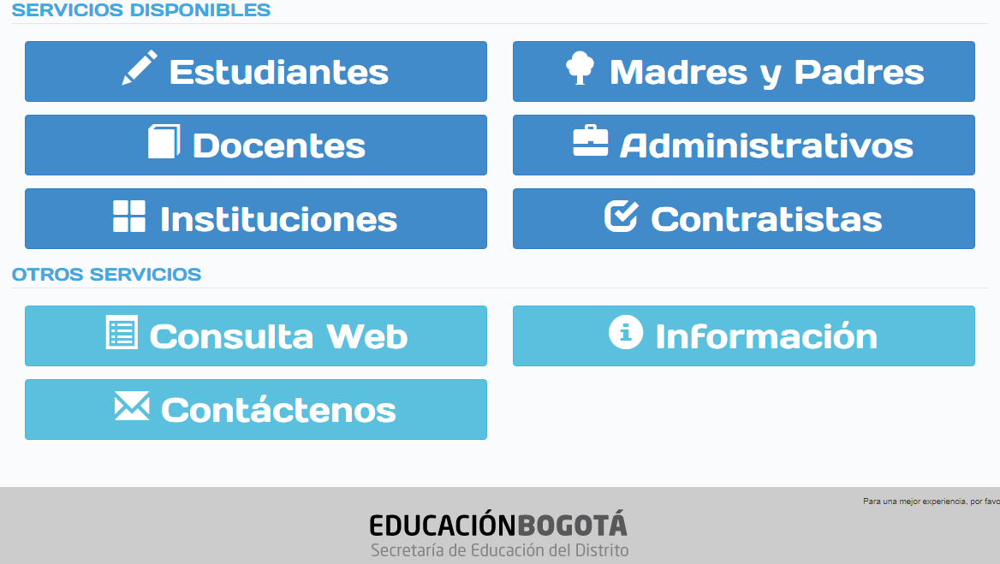 SERVICIOS DISPONIBLES
Estudiantes
Madres y Padres
Docentes
Administrativos
Instituciones
Contratistas
OTROS SERVICIOS
Consulta Web
Información
Contáctenos
Para una mejor experiencia, por favo
EDUCACIÓNBOGOTÁ
Secretaría de Educación del Distrito